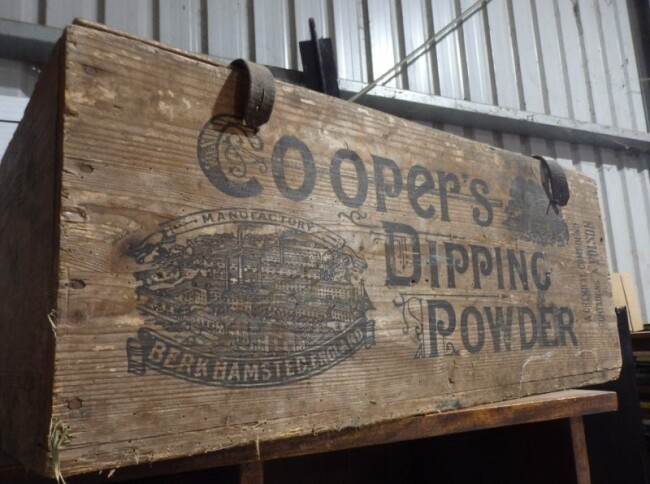 Cooper's
Dipping
Powder
MANUFACTORY
BERKHAMSTED.ENGLAND